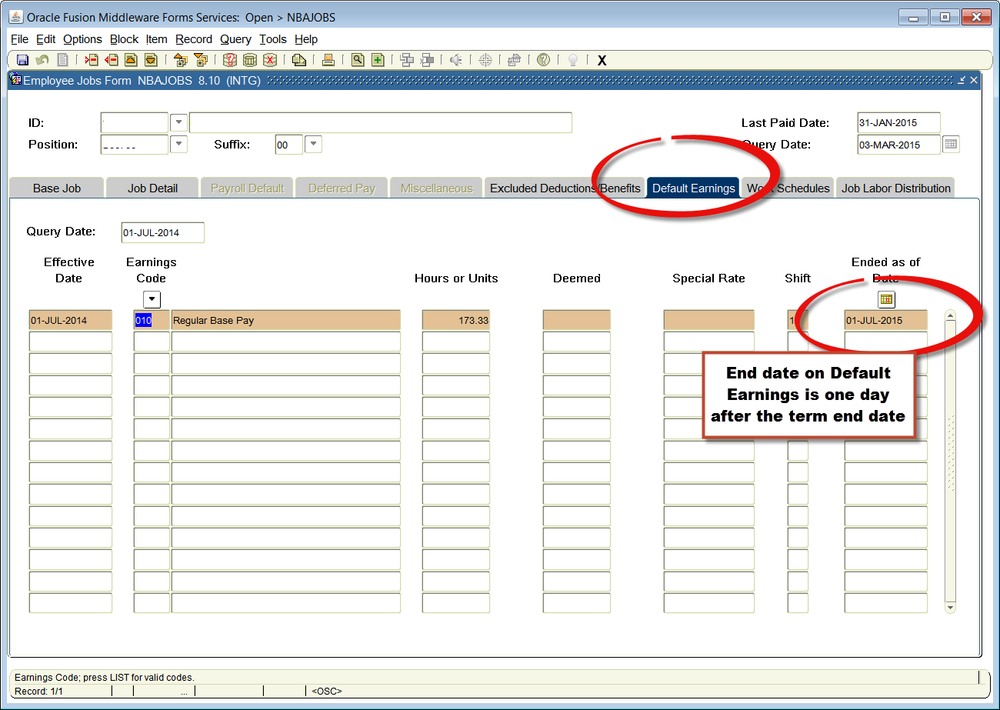 Oracle Fusion Middleware Forms Services: Open > NBAJOBS
File Edit Options Block Item Record Query Tools Help
X
Employee Jobs Form NBAJOBS 8.10 (INTG)
ID:
Last Paid Date: 31-JAN-2015
Position: Suffix: 00 Query Date: 03-MAR-2015
Base Job Job Detail Payroll Default Deferred Pay Miscellaneous Excluded Deductions/Benefits Default Earnings Work Schedules Job Labor Distribution
Query Date: 01-JUL-2014
Effective Date
Earnings Code
Hours or Units
Deemed
Special Rate
Shift
Ended as of Date
01-JUL-2014 010 Regular Base Pay 173.33 1 01-JUL-2015
End date on Default
Earnings is one day
after the term end date
Earnings Code; press LIST for valid codes.
Record: 1/1 ... <OSC>